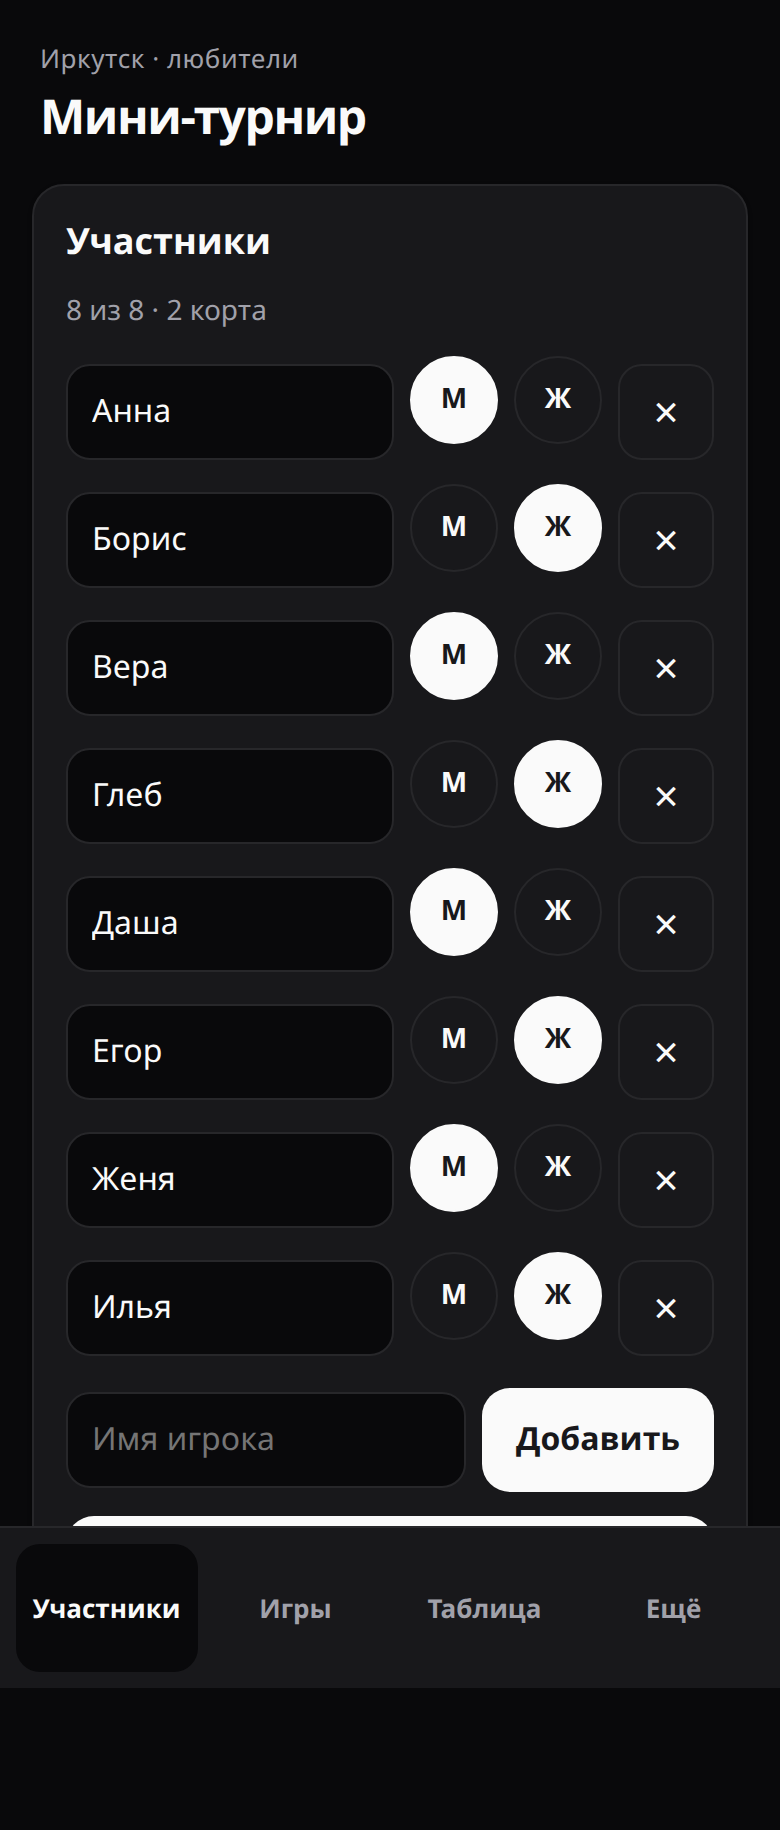 Иркутск · любители
Мини-турнир
Участники
8 из 8 · 2 корта
Анна М Ж ✕
Борис М Ж ✕
Вера М Ж ✕
Глеб М Ж ✕
Даша М Ж ✕
Егор М Ж ✕
Женя М Ж ✕
Илья М Ж ✕
Имя игрока Добавить
Участники Игры Таблица Ещё